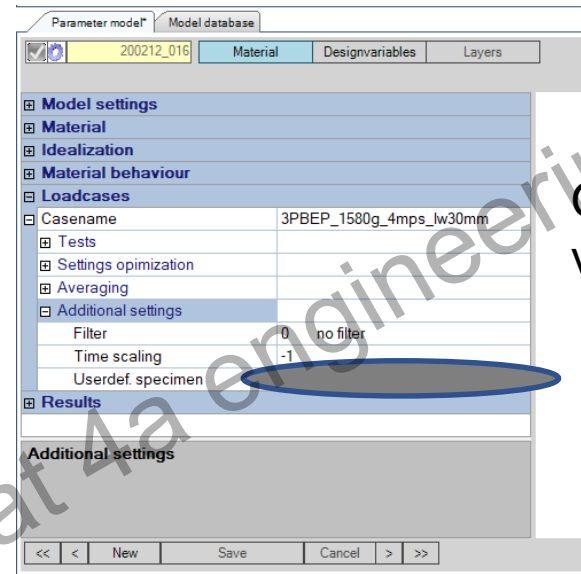 Parameter model* Model database
200212_016 Material Designvariables Layers
Model settings
Material
Idealization
Material behaviour
Loadcases
Casename 3PBEP_1580g_4mps_lw30mm
Tests
Settings opimization
Averaging
Additional settings
Filter 0 no filter
Time scaling -1
Userdef. specimen
Results
Additional settings
<< < New Save Cancel > >>
at 4a engineerin